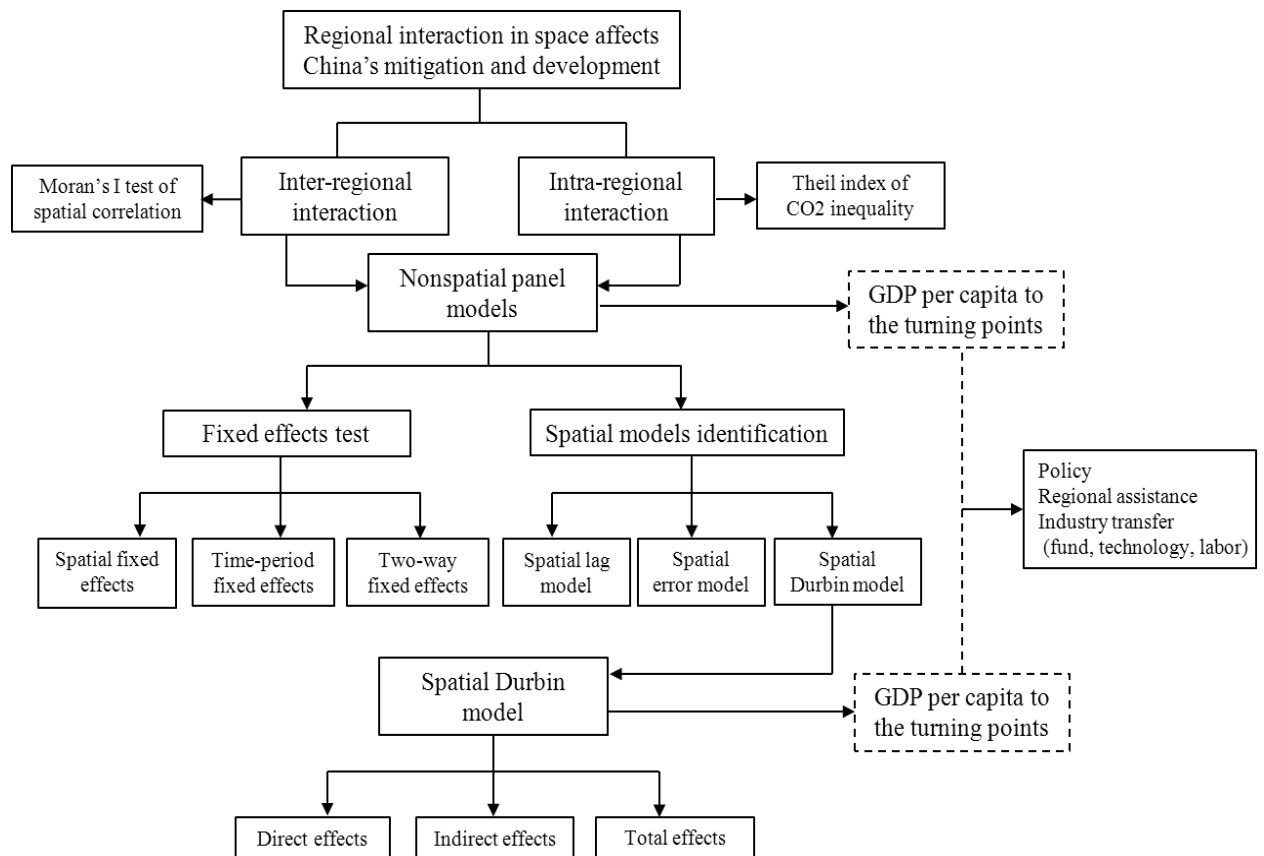 Regional interaction in space affects
China's mitigation and development
Moran's I test of
spatial correlation
Inter-regional
interaction
Intra-regional
interaction
Theil index of
CO2 inequality
Nonspatial panel
models
GDP per capita to
the turning points
Fixed effects test
Spatial models identification
Policy
Regional assistance
Industry transfer
(fund, technology, labor)
Spatial fixed
effects
Time-period
fixed effects
Two-way
fixed effects
Spatial lag
model
Spatial
error model
Spatial
Durbin model
Spatial Durbin
model
GDP per capita to
the turning points
Direct effects
Indirect effects
Total effects